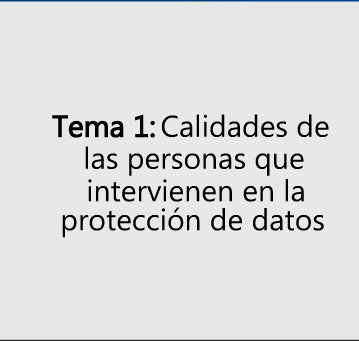 Tema 1: Calidades de
las personas que
intervienen en la
protección de datos